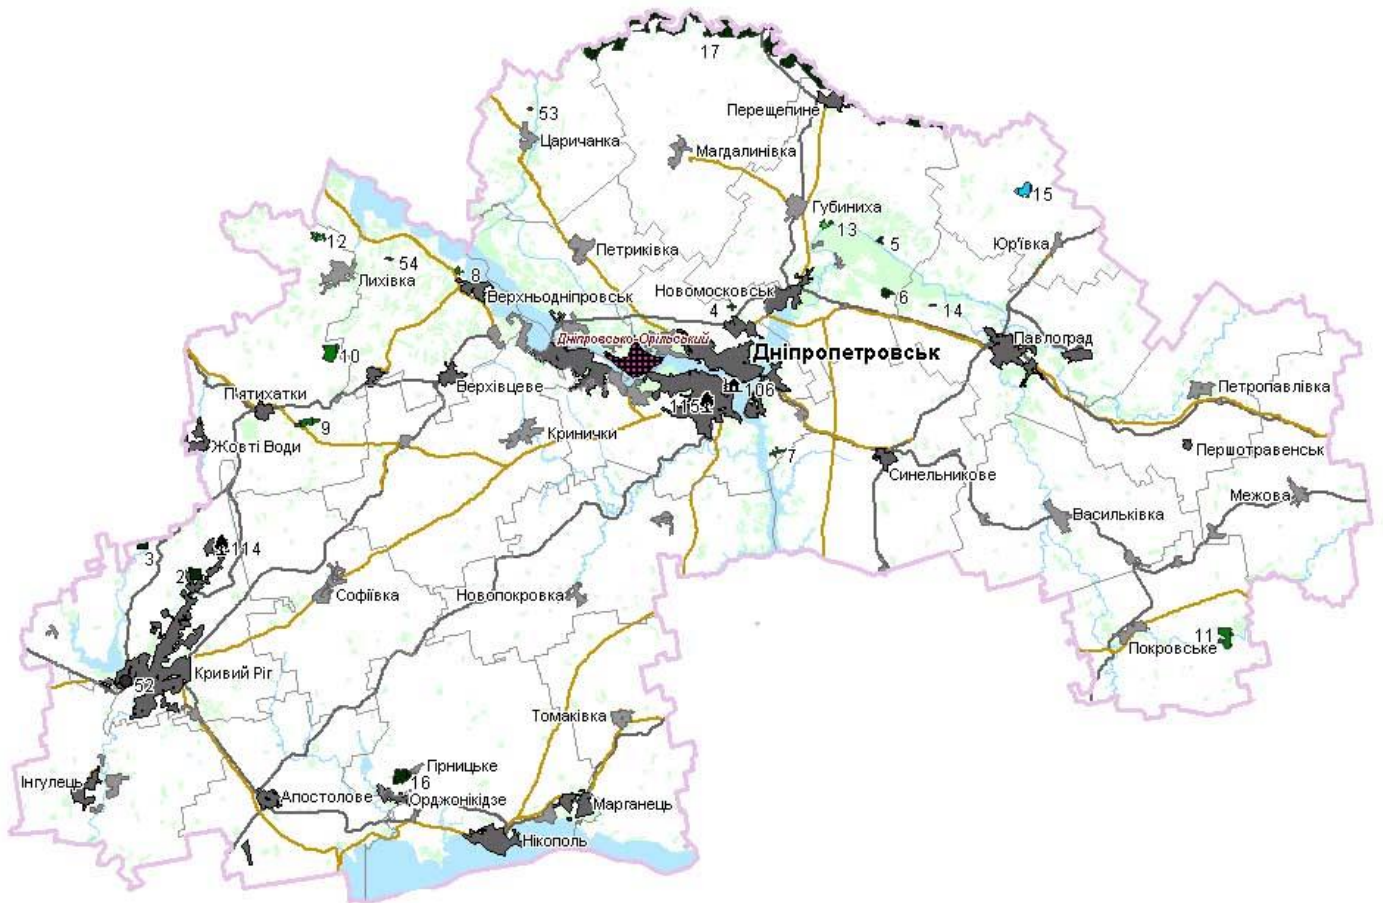 17
Перещепине
53
Царичанка
Магдалинівка
15
Губиниха
13
5
Юр'ївка
12
54
Лихівка
Петриківка
8
Верхньодніпровськ
Новомосковськ
4
6
14
Дніпровсько-Орільський
Дніпропетровськ
Павлоград
10
Верхівцеве
106
115
Петропавлівка
П'ятихатки
9
Жовті Води
Кринички
7
Синельникове
Першотравенськ
Межова
Васильківка
3
114
2
Софіївка
Новопокровка
11
Покровське
Кривий Ріг
52
Томаківка
Інгулець
Гірницьке
16
Апостолове
Орджонікідзе
Марганець
Нікополь